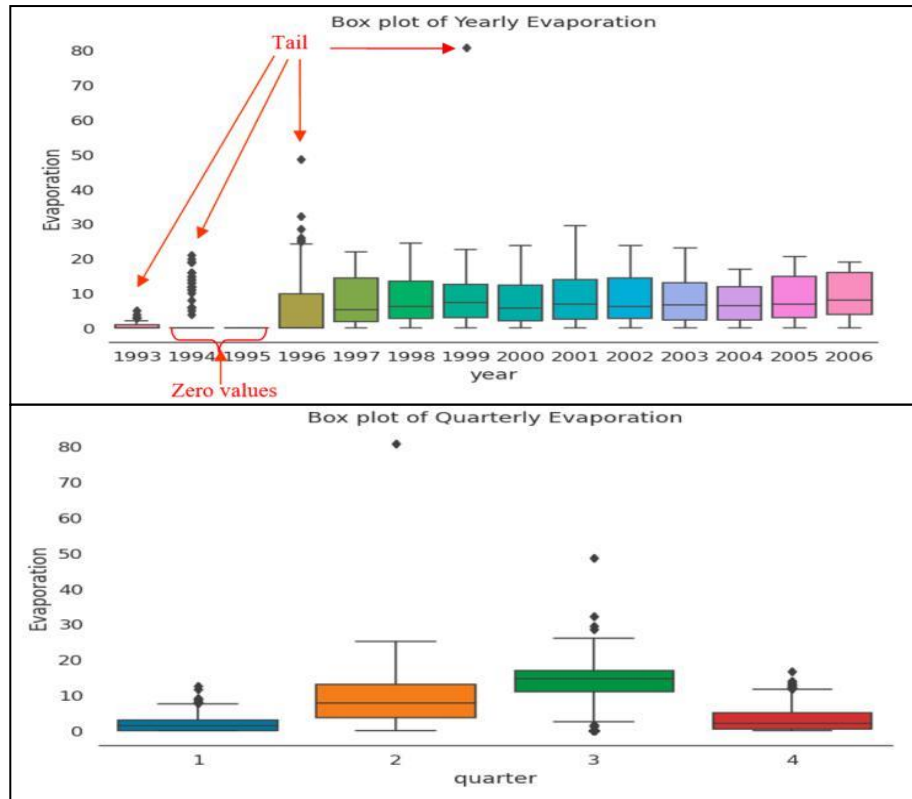 Box plot of Yearly Evaporation
Tail
80
70
60
50
40
30
20
10
0
Evaporation
1993 1994 1995 1996 1997 1998 1999 2000 2001 2002 2003 2004 2005 2006
year
Zero values
Box plot of Quarterly Evaporation
80
70
60
50
40
30
20
10
0
Evaporation
1 2 3 4
quarter